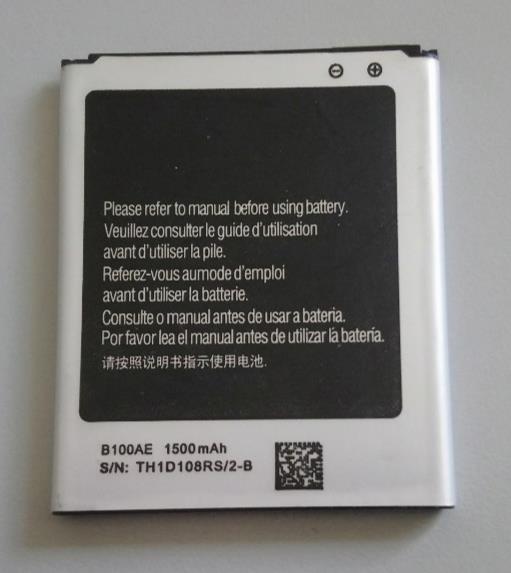 ⊖ ⊕
Please refer to manual before using battery.
Veuillez consulter le guide d'utilisation
avant d'utiliser la pile.
Referez-vous aumode d'emploi
avant d'utiliser la batterie.
Consulte o manual antes de usar a bateria.
Por favor lea el manual antes de utilizar la batería.
请按照说明书指示使用电池.
B100AE 1500mAh
S/N: TH1D108RS/2-B